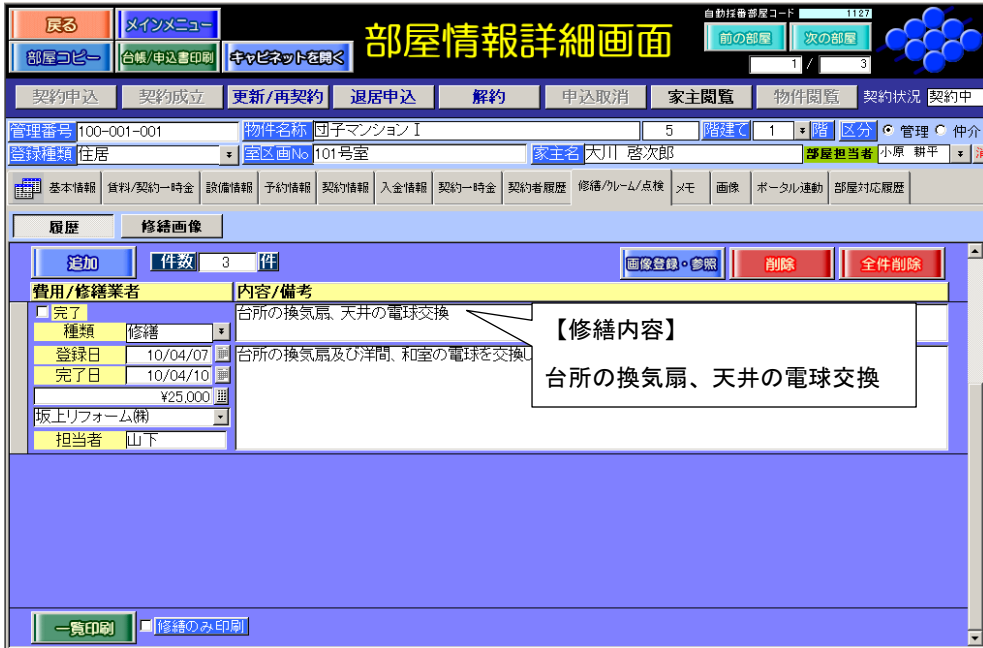 戻る メインメニュー 部屋情報詳細画面 自動採番部屋コード 1127
部屋コピー 台帳/申込書印刷 キャビネットを開く 前の部屋 次の部屋
1 / 3
契約申込 契約成立 更新/再契約 退居申込 解約 申込取消 家主閲覧 物件閲覧 契約状況 契約中
管理番号 100-001-001 物件名称 団子マンションⅠ 5 階建て 1 階 区分 管理 仲介
登録種類 住居 室区画No 101号室 家主名 大川 啓次郎 部屋担当者 小原 耕平
基本情報 賃料/契約一時金 設備情報 予約情報 契約情報 入金情報 契約一時金 契約者履歴 修繕/クレーム/点検 メモ 画像 ポータル連動 部屋対応履歴
履歴 修繕画像
追加 件数 3 件 画像登録・参照 削除 全件削除
費用/修繕業者 内容/備考
完了 台所の換気扇、天井の電球交換
種類 修繕
登録日 10/04/07 台所の換気扇及び洋間、和室の電球を交換し
完了日 10/04/10
¥25,000
坂上リフォーム㈱
担当者 山下
【修繕内容】
台所の換気扇、天井の電球交換
一覧印刷 修繕のみ印刷